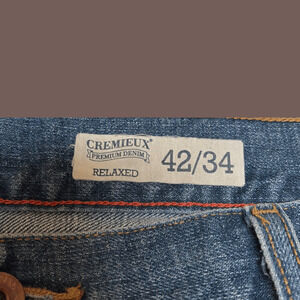 CREMIEUX
PREMIUM DENIM
RELAXED
42/34